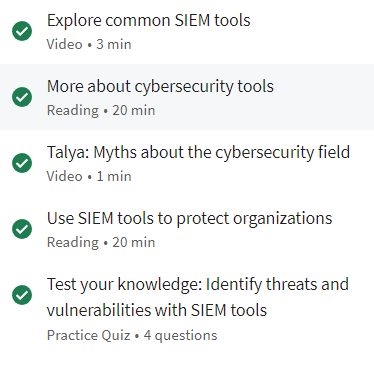 Explore common SIEM tools
Video • 3 min
More about cybersecurity tools
Reading • 20 min
Talya: Myths about the cybersecurity field
Video • 1 min
Use SIEM tools to protect organizations
Reading • 20 min
Test your knowledge: Identify threats and
vulnerabilities with SIEM tools
Practice Quiz • 4 questions